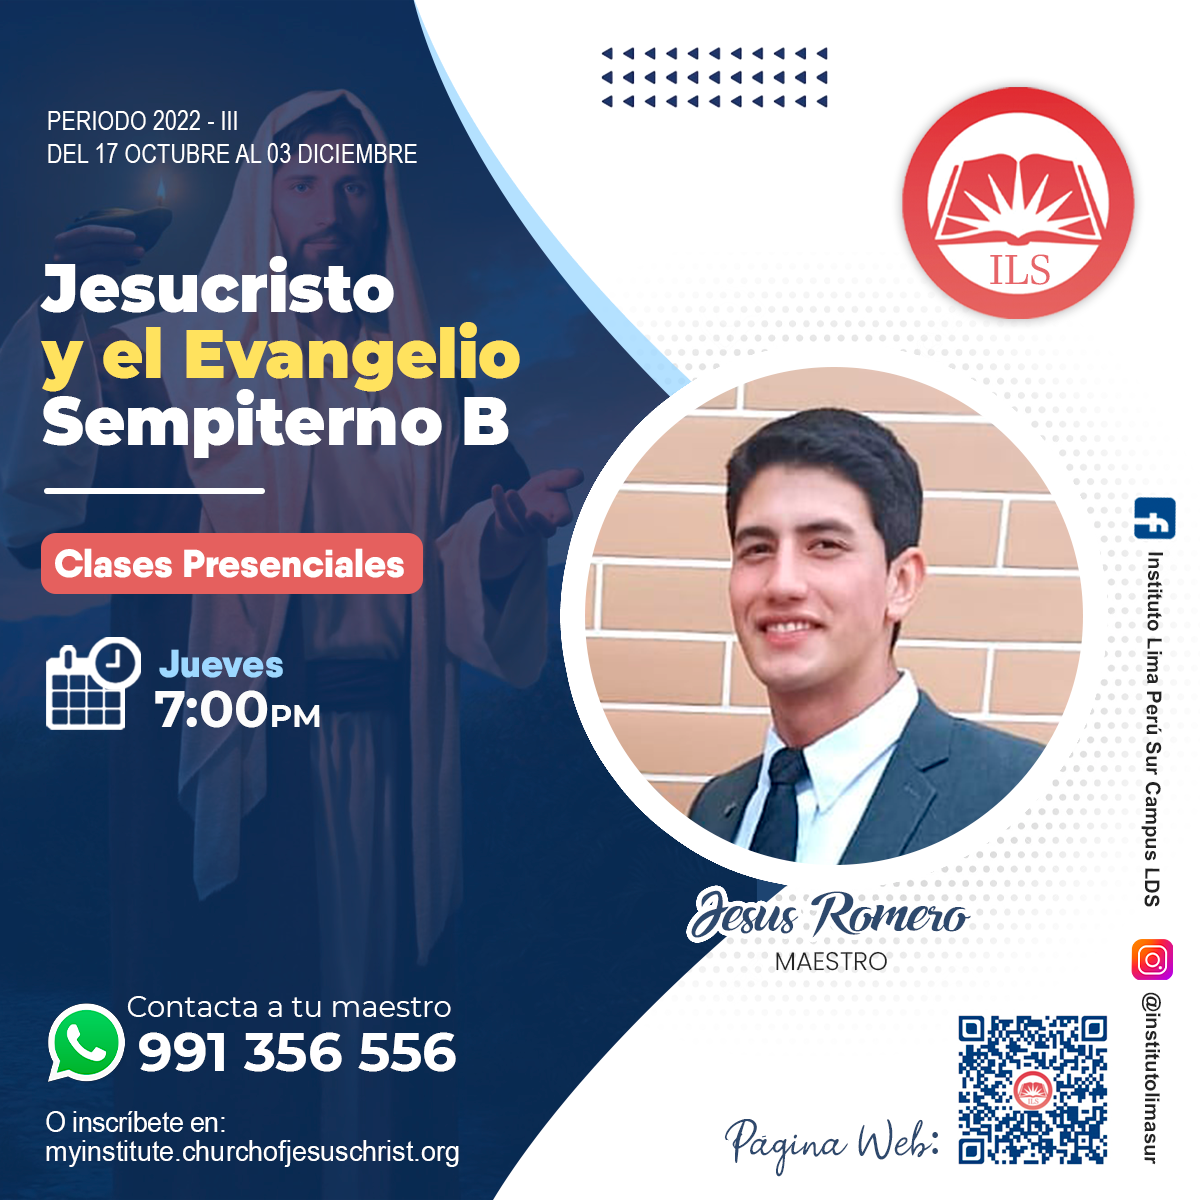 PERIODO 2022 - III
DEL 17 OCTUBRE AL 03 DICIEMBRE
Jesucristo
y el Evangelio
Sempiterno B
Clases Presenciales
Jueves
7:00PM
Contacta a tu maestro
991 356 556
O inscríbete en:
myinstitute.churchofjesuschrist.org
ILS
Jesus Romero
MAESTRO
Página Web:
ILS
Instituto Lima Perú Sur Campus LDS
@institutolimasur